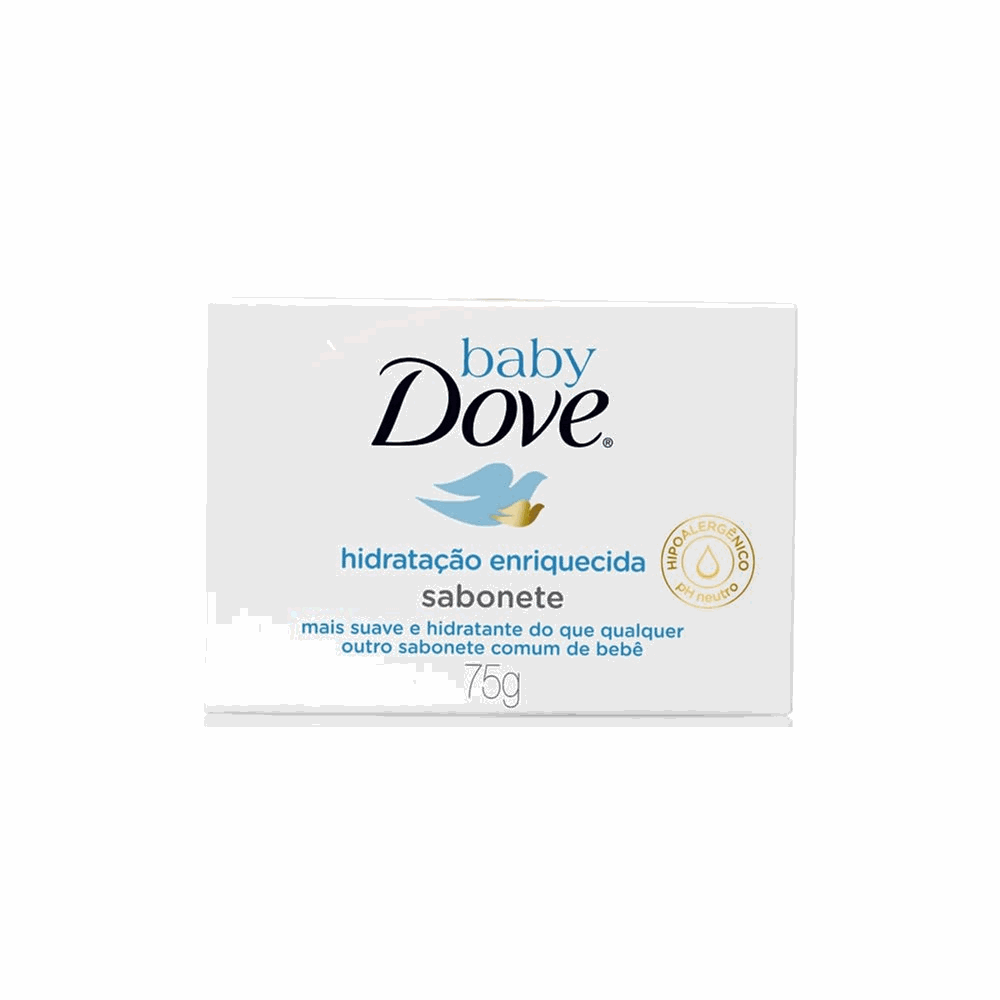 baby
Dove®
hidratação enriquecida
sabonete
mais suave e hidratante do que qualquer
outro sabonete comum de bebê
75g
HIPOALERGÊNICO
pH neutro